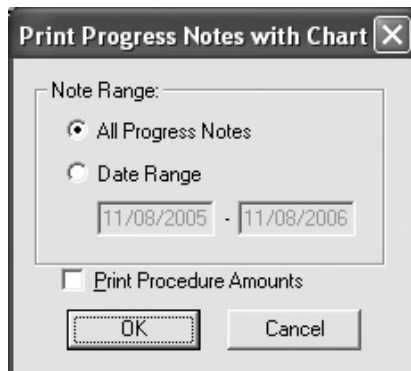 Print Progress Notes with Chart
Note Range:
All Progress Notes
Date Range
11/08/2005 - 11/08/2006
Print Procedure Amounts
OK Cancel